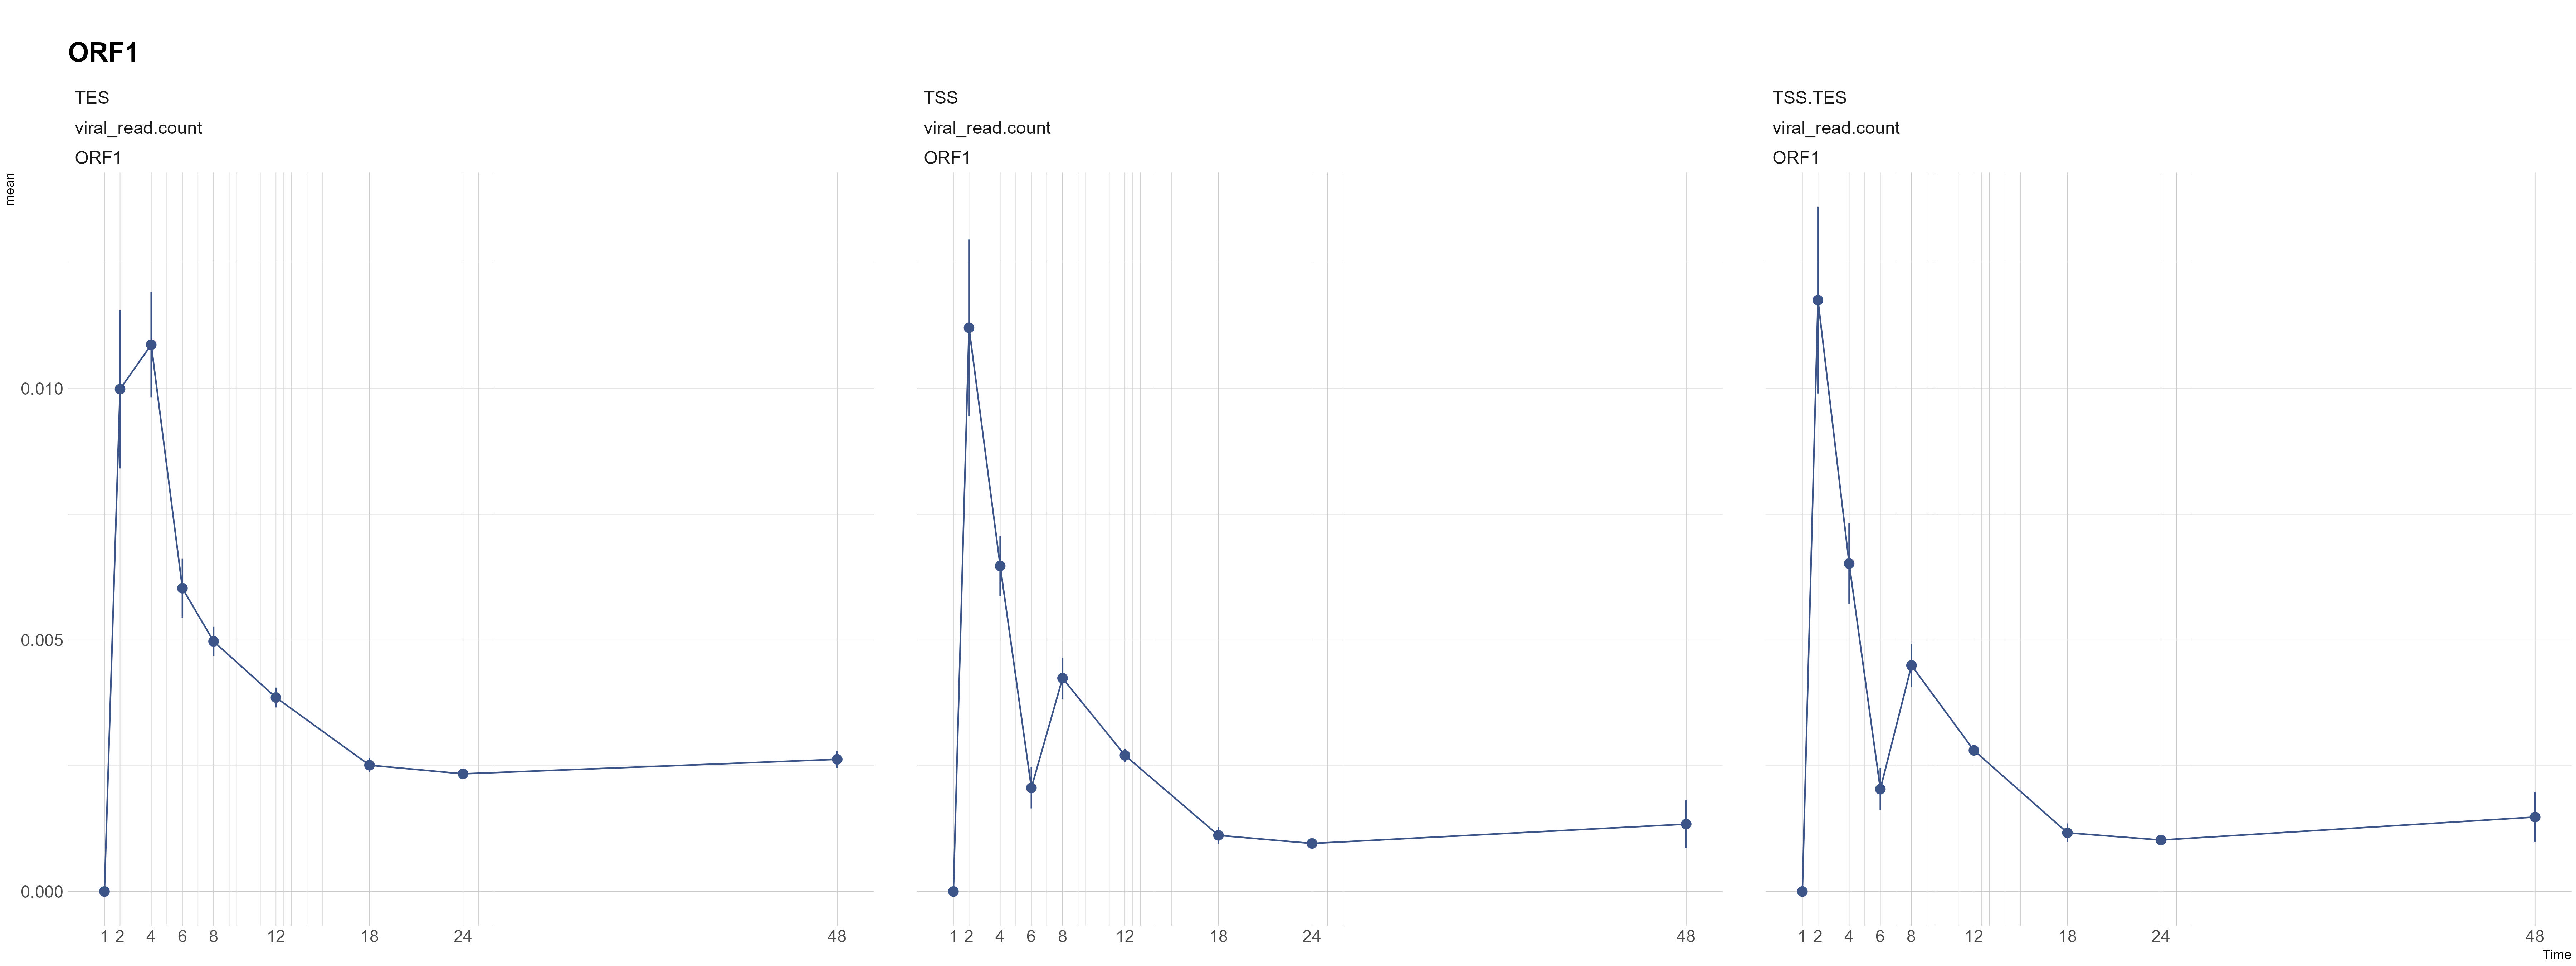 ORF1
TES
viral_read.count
ORF1
TSS
viral_read.count
ORF1
TSS.TES
viral_read.count
ORF1
mean
0.010
0.005
0.000
1 2 4 6 8 12 18 24 48
1 2 4 6 8 12 18 24 48
1 2 4 6 8 12 18 24 48
Time